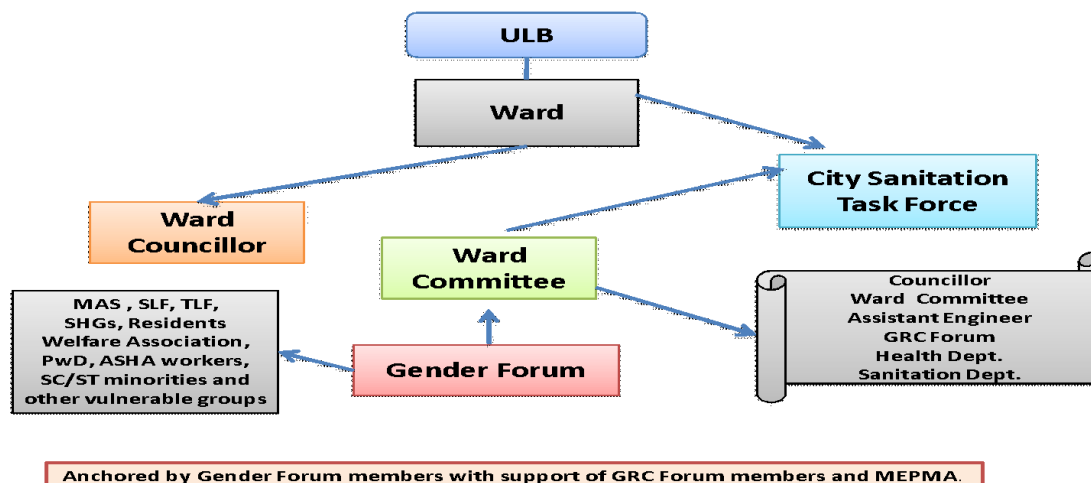 ULB
Ward
City Sanitation
Task Force
Ward
Councillor
Ward
Committee
MAS , SLF, TLF,
SHGs, Residents
Welfare Association,
PwD, ASHA workers,
SC/ST minorities and
other vulnerable groups
Gender Forum
Councillor
Ward Committee
Assistant Engineer
GRC Forum
Health Dept.
Sanitation Dept.
Anchored by Gender Forum members with support of GRC Forum members and MEPMA.